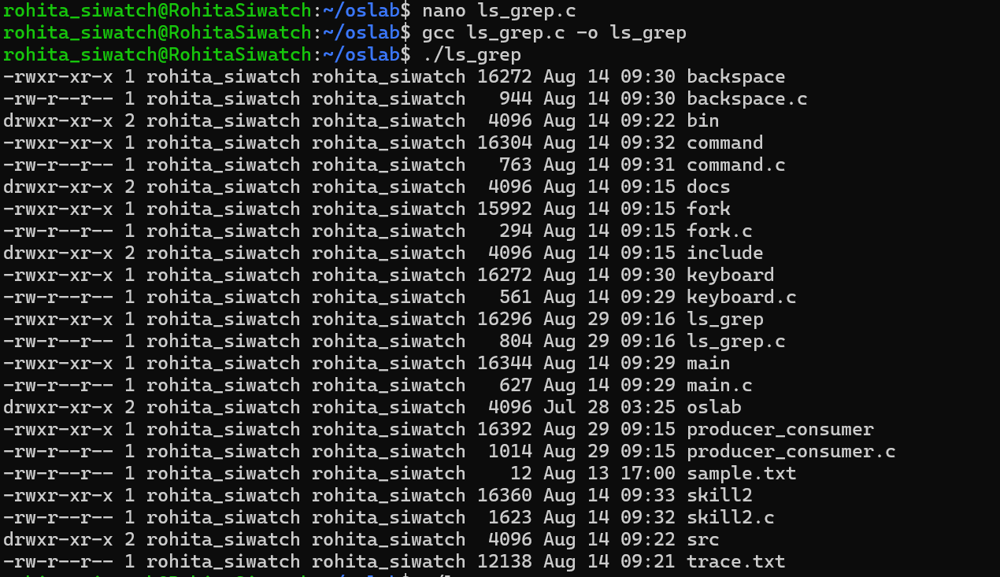 rohita_siwatch@RohitaSiwatch:~/oslab$ nano ls_grep.c
rohita_siwatch@RohitaSiwatch:~/oslab$ gcc ls_grep.c -o ls_grep
rohita_siwatch@RohitaSiwatch:~/oslab$ ./ls_grep
-rwxr-xr-x 1 rohita_siwatch rohita_siwatch 16272 Aug 14 09:30 backspace
-rw-r--r-- 1 rohita_siwatch rohita_siwatch   944 Aug 14 09:30 backspace.c
drwxr-xr-x 2 rohita_siwatch rohita_siwatch  4096 Aug 14 09:22 bin
-rwxr-xr-x 1 rohita_siwatch rohita_siwatch 16304 Aug 14 09:32 command
-rw-r--r-- 1 rohita_siwatch rohita_siwatch   763 Aug 14 09:31 command.c
drwxr-xr-x 2 rohita_siwatch rohita_siwatch  4096 Aug 14 09:15 docs
-rwxr-xr-x 1 rohita_siwatch rohita_siwatch 15992 Aug 14 09:15 fork
-rw-r--r-- 1 rohita_siwatch rohita_siwatch   294 Aug 14 09:15 fork.c
drwxr-xr-x 2 rohita_siwatch rohita_siwatch  4096 Aug 14 09:15 include
-rwxr-xr-x 1 rohita_siwatch rohita_siwatch 16272 Aug 14 09:30 keyboard
-rw-r--r-- 1 rohita_siwatch rohita_siwatch   561 Aug 14 09:29 keyboard.c
-rwxr-xr-x 1 rohita_siwatch rohita_siwatch 16296 Aug 29 09:16 ls_grep
-rw-r--r-- 1 rohita_siwatch rohita_siwatch   804 Aug 29 09:16 ls_grep.c
-rwxr-xr-x 1 rohita_siwatch rohita_siwatch 16344 Aug 14 09:29 main
-rw-r--r-- 1 rohita_siwatch rohita_siwatch   627 Aug 14 09:29 main.c
drwxr-xr-x 2 rohita_siwatch rohita_siwatch  4096 Jul 28 03:25 oslab
-rwxr-xr-x 1 rohita_siwatch rohita_siwatch 16392 Aug 29 09:15 producer_consumer
-rw-r--r-- 1 rohita_siwatch rohita_siwatch  1014 Aug 29 09:15 producer_consumer.c
-rw-r--r-- 1 rohita_siwatch rohita_siwatch    12 Aug 13 17:00 sample.txt
-rwxr-xr-x 1 rohita_siwatch rohita_siwatch 16360 Aug 14 09:33 skill2
-rw-r--r-- 1 rohita_siwatch rohita_siwatch  1623 Aug 14 09:32 skill2.c
drwxr-xr-x 2 rohita_siwatch rohita_siwatch  4096 Aug 14 09:22 src
-rw-r--r-- 1 rohita_siwatch rohita_siwatch 12138 Aug 14 09:21 trace.txt